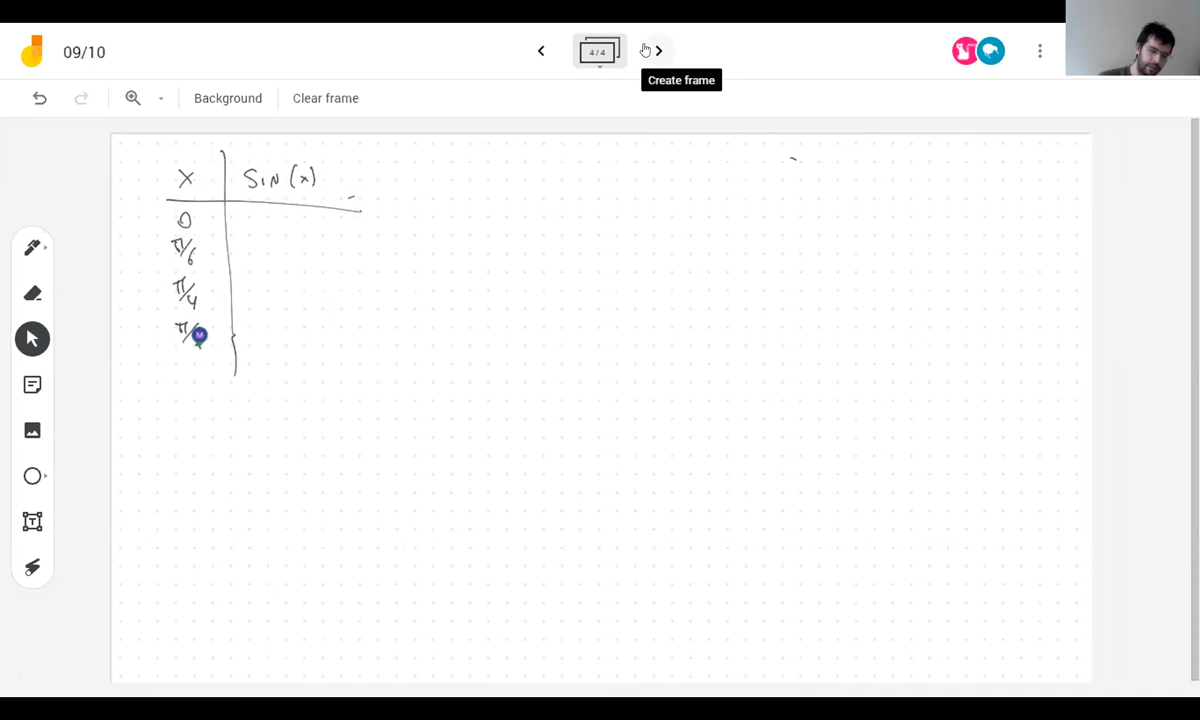 09/10
4/4
Create frame
Background
Clear frame
x Sin (x)
0
π/6
π/4
π/
M